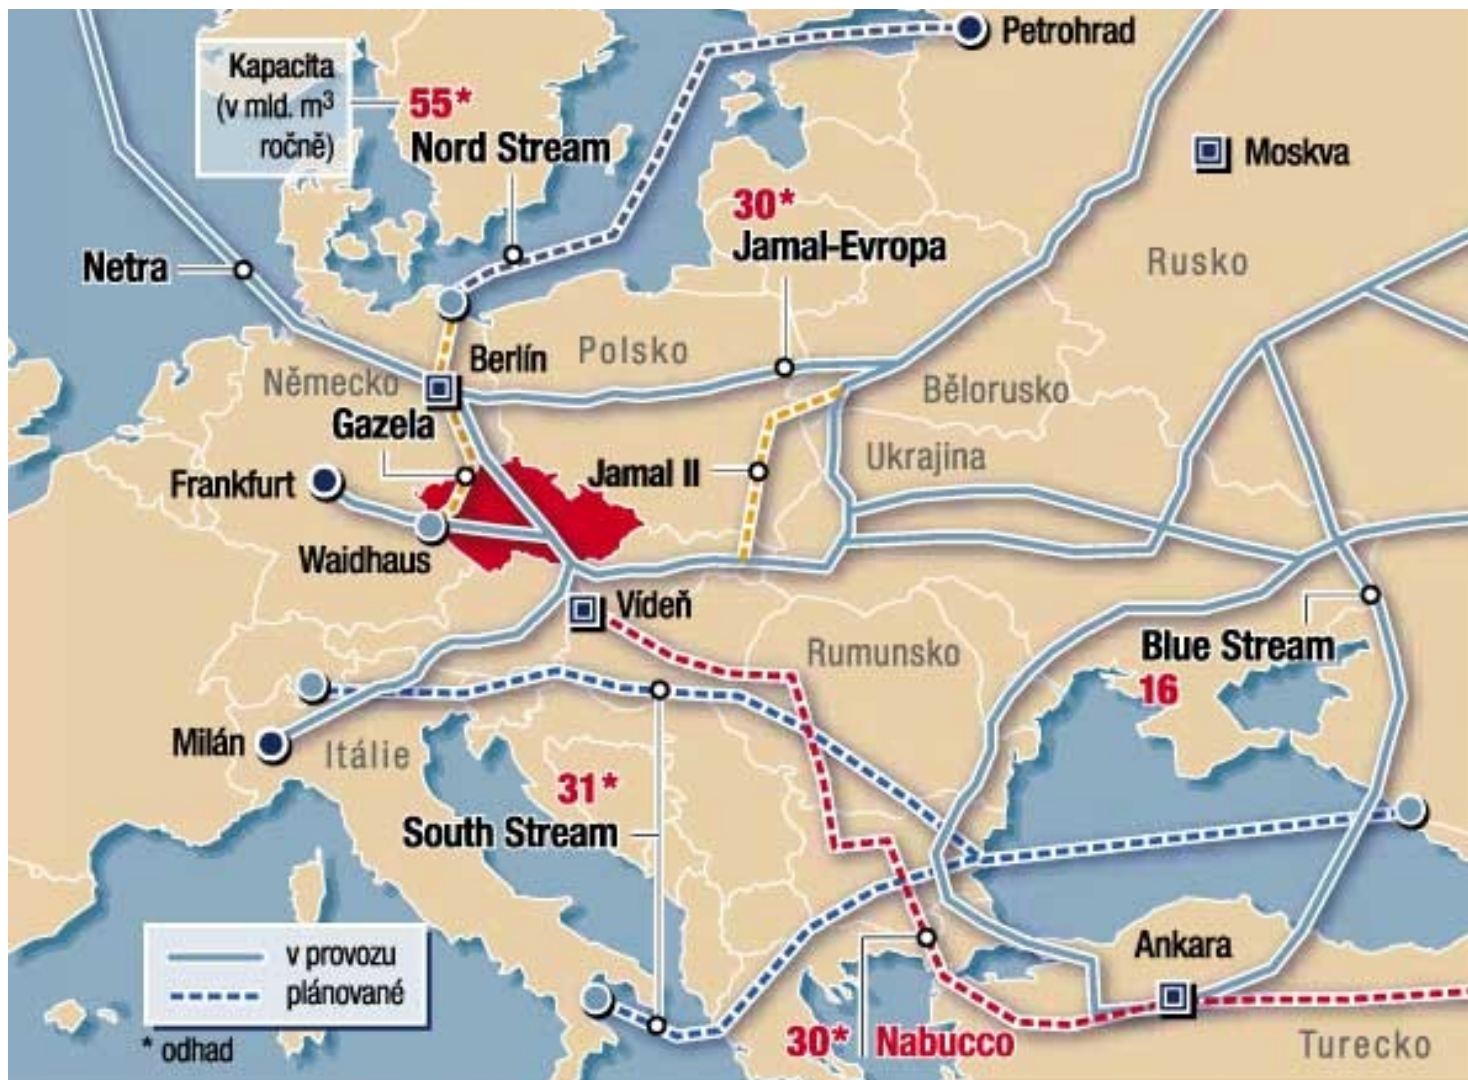 Petrohrad
Kapacita
(v mld. m³
ročně)
55*
Nord Stream
Moskva
30*
Jamal-Evropa
Netra
Rusko
Berlín
Polsko
Německo
Bělorusko
Gazela
Ukrajina
Jamal II
Frankfurt
Waidhaus
Vídeň
Rumunsko
Blue Stream
16
Milán
Itálie
31*
South Stream
v provozu
plánované
* odhad
Ankara
30* Nabucco
Turecko